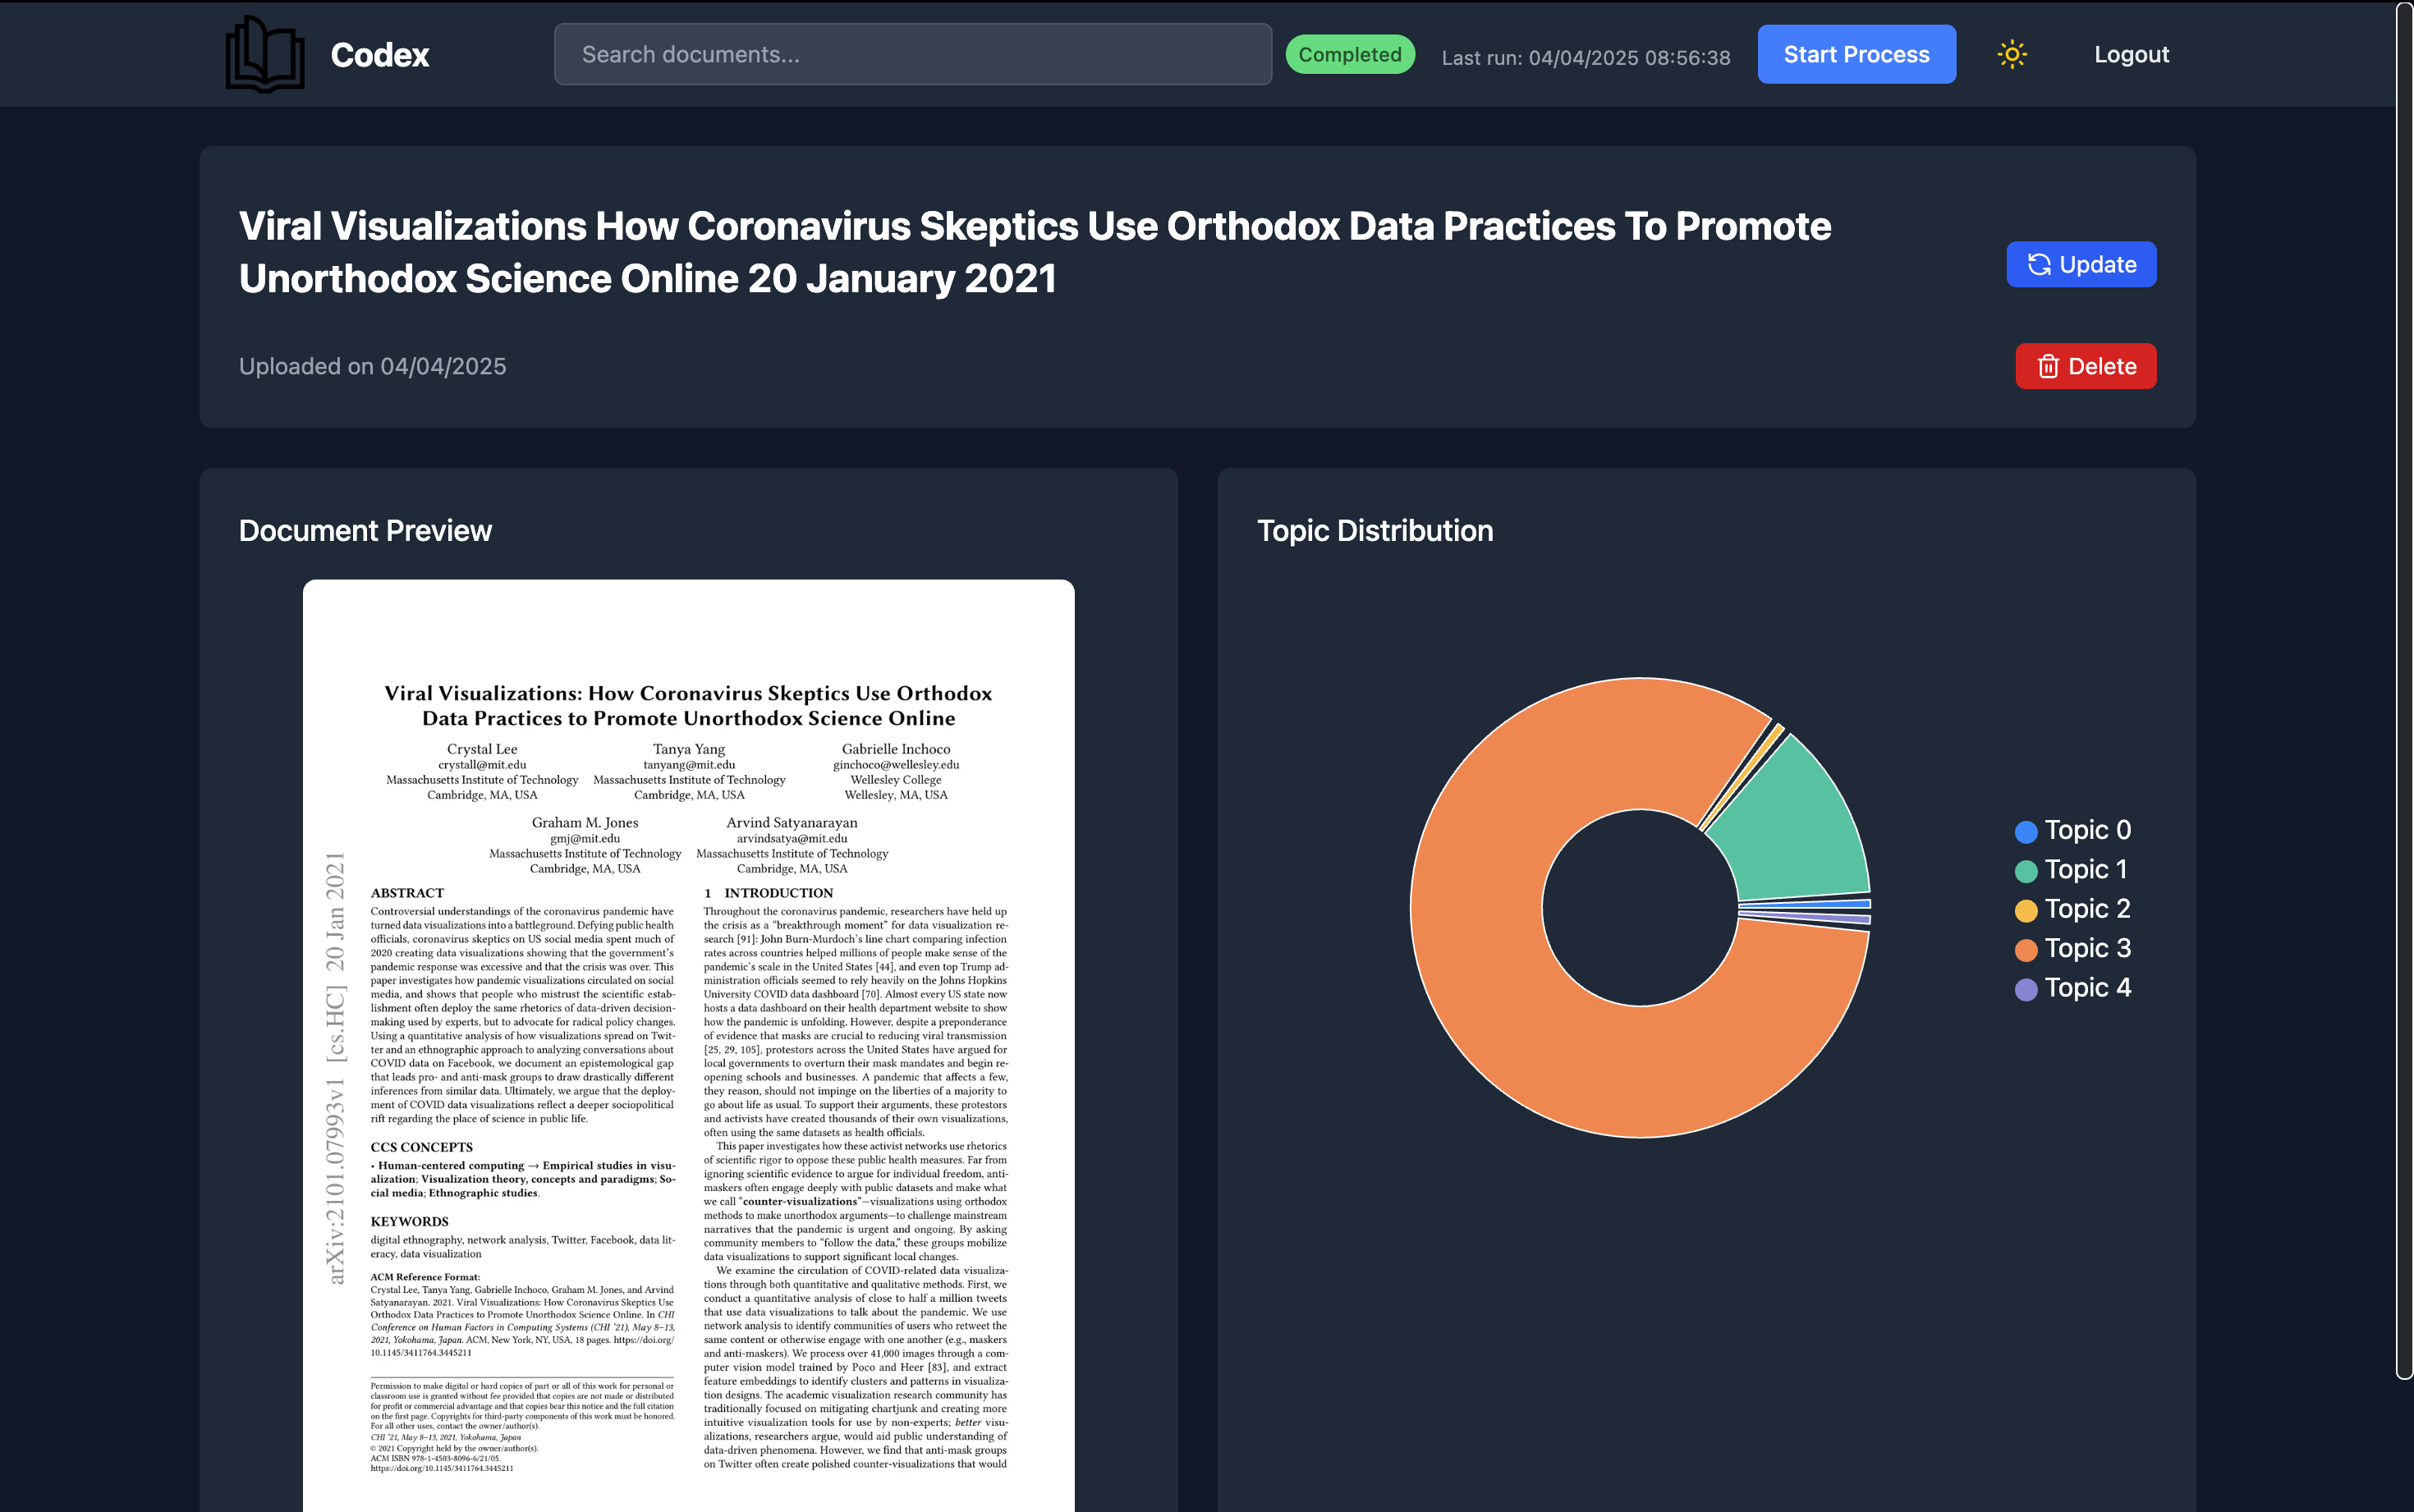 Codex
Search documents...
Completed
Last run: 04/04/2025 08:56:38
Start Process
Logout
Viral Visualizations How Coronavirus Skeptics Use Orthodox Data Practices To Promote
Unorthodox Science Online 20 January 2021
Update
Uploaded on 04/04/2025
Delete
Document Preview
arXiv:2101.07993v1 [cs.HC] 20 Jan 2021
Viral Visualizations: How Coronavirus Skeptics Use Orthodox
Data Practices to Promote Unorthodox Science Online
Crystal Lee
crystall@mit.edu
Massachusetts Institute of Technology
Cambridge, MA, USA
Tanya Yang
tanyang@mit.edu
Massachusetts Institute of Technology
Cambridge, MA, USA
Gabrielle Inchoco
ginchoco@wellesley.edu
Wellesley College
Wellesley, MA, USA
Graham M. Jones
gmj@mit.edu
Massachusetts Institute of Technology
Cambridge, MA, USA
Arvind Satyanarayan
arvindsatya@mit.edu
Massachusetts Institute of Technology
Cambridge, MA, USA
ABSTRACT
Controversial understandings of the coronavirus pandemic have
turned data visualizations into a battleground. Defying public health
officials, coronavirus skeptics on US social media spent much of
2020 creating data visualizations showing that the government's
pandemic response was excessive and that the crisis was over. This
paper investigates how pandemic visualizations circulated on social
media, and shows that people who mistrust the scientific estab-
lishment often deploy the same rhetorics of data-driven decision-
making used by experts, but to advocate for radical policy changes.
Using a quantitative analysis of how visualizations spread on Twit-
ter and an ethnographic approach to analyzing conversations about
COVID data on Facebook, we document an epistemological gap
that leads pro- and anti-mask groups to draw drastically different
inferences from similar data. Ultimately, we argue that the deploy-
ment of COVID data visualizations reflect a deeper sociopolitical
rift regarding the place of science in public life.
CCS CONCEPTS
• Human-centered computing → Empirical studies in visu-
alization; Visualization theory, concepts and paradigms; So-
cial media; Ethnographic studies.
KEYWORDS
digital ethnography, network analysis, Twitter, Facebook, data lit-
eracy, data visualization
ACM Reference Format:
Crystal Lee, Tanya Yang, Gabrielle Inchoco, Graham M. Jones, and Arvind
Satyanarayan. 2021. Viral Visualizations: How Coronavirus Skeptics Use
Orthodox Data Practices to Promote Unorthodox Science Online. In CHI
Conference on Human Factors in Computing Systems (CHI '21), May 8–13,
2021, Yokohama, Japan. ACM, New York, NY, USA, 18 pages. https://doi.org/
10.1145/3411764.3445211
Permission to make digital or hard copies of part or all of this work for personal or
classroom use is granted without fee provided that copies are not made or distributed
for profit or commercial advantage and that copies bear this notice and the full citation
on the first page. Copyrights for third-party components of this work must be honored.
For all other uses, contact the owner/author(s).
CHI '21, May 8–13, 2021, Yokohama, Japan
© 2021 Copyright held by the owner/author(s).
ACM ISBN 978-1-4503-8096-6/21/05.
https://doi.org/10.1145/3411764.3445211
1 INTRODUCTION
Throughout the coronavirus pandemic, researchers have held up
the crisis as a “breakthrough moment” for data visualization re-
search [91]: John Burn-Murdoch's line chart comparing infection
rates across countries helped millions of people make sense of the
pandemic's scale in the United States [44], and even top Trump ad-
ministration officials seemed to rely heavily on the Johns Hopkins
University COVID data dashboard [70]. Almost every US state now
hosts a data dashboard on their health department website to show
how the pandemic is unfolding. However, despite a preponderance
of evidence that masks are crucial to reducing viral transmission
[25, 29, 105], protestors across the United States have argued for
local governments to overturn their mask mandates and begin re-
opening schools and businesses. A pandemic that affects a few,
they reason, should not impinge on the liberties of a majority to
go about life as usual. To support their arguments, these protestors
and activists have created thousands of their own visualizations,
often using the same datasets as health officials.
This paper investigates how these activist networks use rhetorics
of scientific rigor to oppose these public health measures. Far from
ignoring scientific evidence to argue for individual freedom, anti-
maskers often engage deeply with public datasets and make what
we call “counter-visualizations”—visualizations using orthodox
methods to make unorthodox arguments—to challenge mainstream
narratives that the pandemic is urgent and ongoing. By asking
community members to “follow the data,” these groups mobilize
data visualizations to support significant local changes.
We examine the circulation of COVID-related data visualiza-
tions through both quantitative and qualitative methods. First, we
conduct a quantitative analysis of close to half a million tweets
that use data visualizations to talk about the pandemic. We use
network analysis to identify communities of users who retweet the
same content or otherwise engage with one another (e.g., maskers
and anti-maskers). We process over 41,000 images through a com-
puter vision model trained by Poco and Heer [83], and extract
feature embeddings to identify clusters and patterns in visualiza-
tion designs. The academic visualization research community has
traditionally focused on mitigating chartjunk and creating more
intuitive visualization tools for use by non-experts; better visu-
alizations, researchers argue, would aid public understanding of
data-driven phenomena. However, we find that anti-mask groups
on Twitter often create polished counter-visualizations that would
Topic Distribution
Topic 0
Topic 1
Topic 2
Topic 3
Topic 4